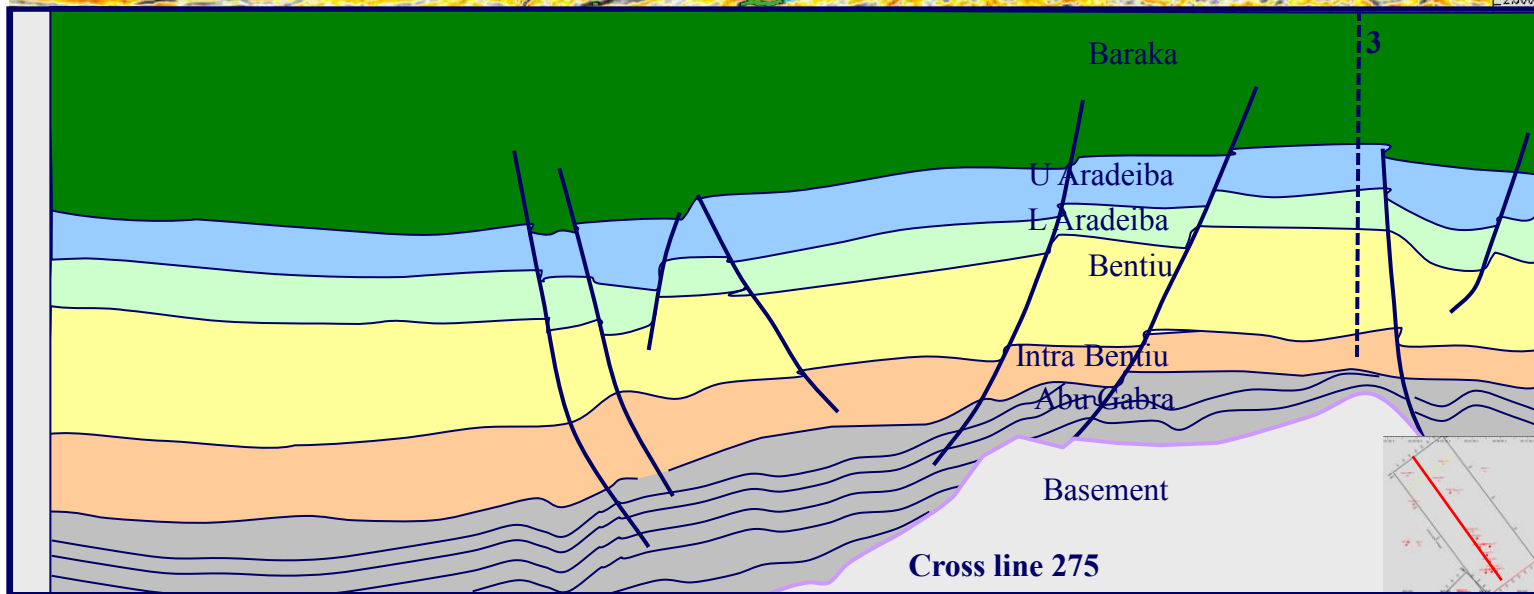 3
Baraka
U Aradeiba
L Aradeiba
Bentiu
Intra Bentiu
Abu Gabra
Basement
Cross line 275